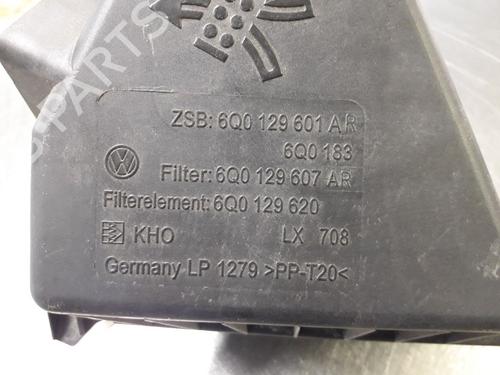 ZSB: 6Q0 129 601 AR
6Q0 183
Filter: 6Q0 129 607 AR
Filterelement: 6Q0 129 620
KHO LX 708
Germany LP 1279 >PP-T20<